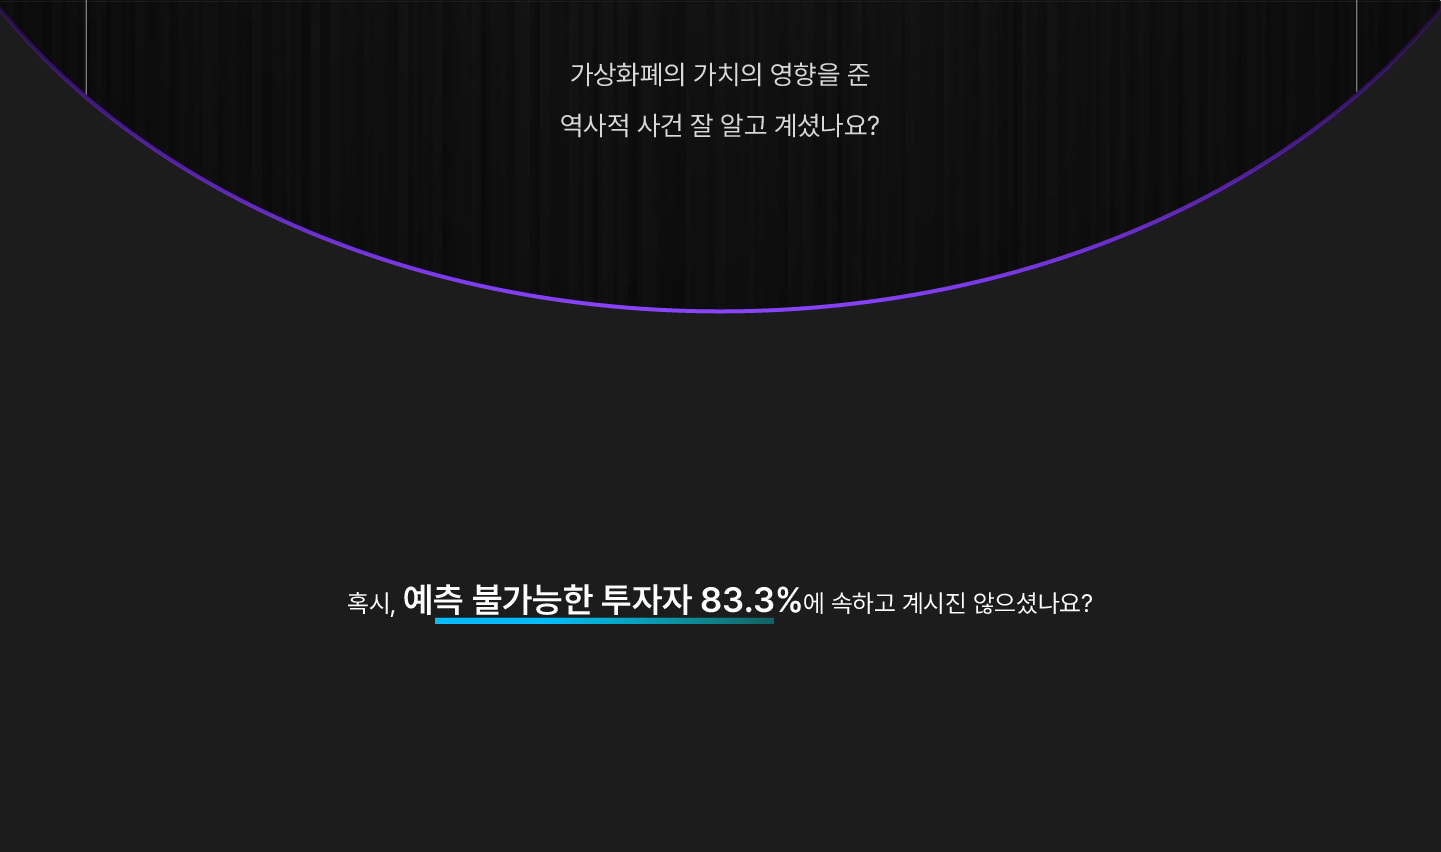 가상화폐의 가치의 영향을 준
역사적 사건 잘 알고 계셨나요?
혹시, 예측 불가능한 투자자 83.3%에 속하고 계시진 않으셨나요?